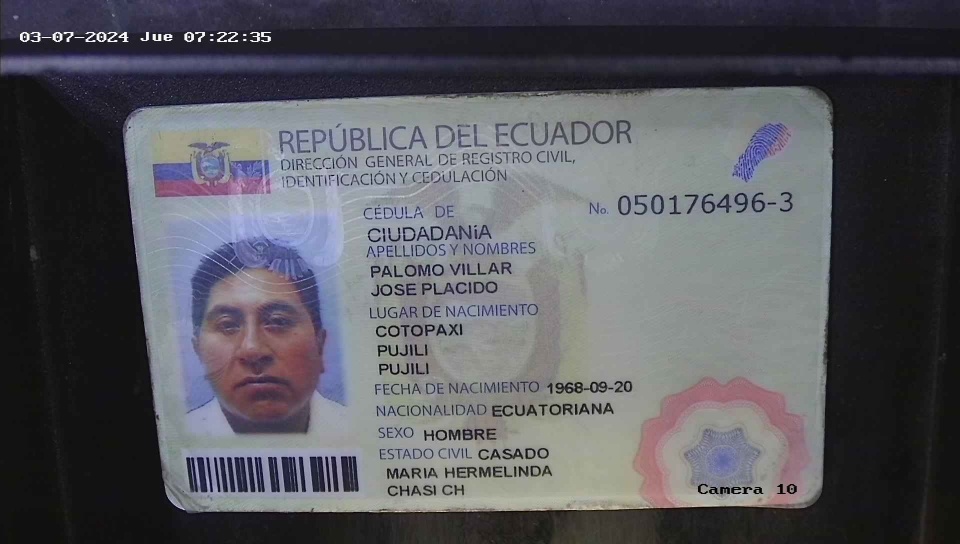 03-07-2024 Jue 07:22:35
REPÚBLICA DEL ECUADOR
DIRECCIÓN GENERAL DE REGISTRO CIVIL,
IDENTIFICACIÓN Y CEDULACIÓN
CÉDULA DE
No. 050176496-3
CIUDADANíA
APELLIDOS Y NOMBRES
PALOMO VILLAR
JOSE PLACIDO
LUGAR DE NACIMIENTO
COTOPAXI
PUJILI
PUJILI
FECHA DE NACIMIENTO 1968-09-20
NACIONALIDAD ECUATORIANA
SEXO HOMBRE
ESTADO CIVIL CASADO
MARIA HERMELINDA
CHASI CH
Camera 10